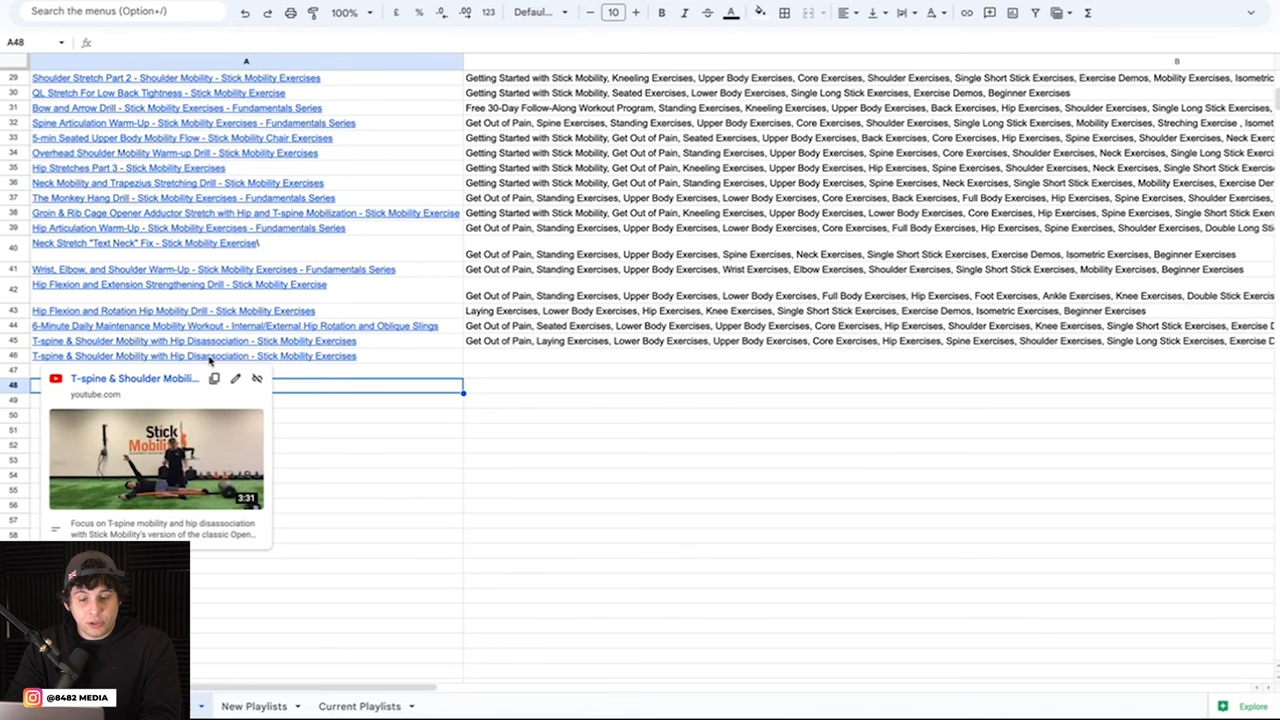 Search the menus (Option+/)
100%
£
%
.0
.00
123
Defaul...
10
B
I
A
A48
fx
A
B
29 Shoulder Stretch Part 2 - Shoulder Mobility - Stick Mobility Exercises Getting Started with Stick Mobility, Kneeling Exercises, Upper Body Exercises, Core Exercises, Shoulder Exercises, Single Short Stick Exercises, Exercise Demos, Mobility Exercises, Isometric
30 QL Stretch For Low Back Tightness - Stick Mobility Exercises Getting Started with Stick Mobility, Seated Exercises, Lower Body Exercises, Single Long Stick Exercises, Exercise Demos, Beginner Exercises
31 Bow and Arrow Drill - Stick Mobility Exercises - Fundamentals Series Free 30-Day Follow-Along Workout Program, Standing Exercises, Kneeling Exercises, Upper Body Exercises, Back Exercises, Hip Exercises, Shoulder Exercises, Single Long Stick Exercises,
32 Spine Articulation Warm-Up - Stick Mobility Exercises - Fundamentals Series Get Out of Pain, Spine Exercises, Standing Exercises, Upper Body Exercises, Core Exercises, Shoulder Exercises, Single Long Stick Exercises, Mobility Exercises, Streching Exercise , Isomet
33 5-min Seated Upper Body Mobility Flow - Stick Mobility Chair Exercises Getting Started with Stick Mobility, Get Out of Pain, Seated Exercises, Upper Body Exercises, Back Exercises, Core Exercises, Hip Exercises, Spine Exercises, Shoulder Exercises, Neck Exerc
34 Overhead Shoulder Mobility Warm-up Drill - Stick Mobility Exercises Getting Started with Stick Mobility, Get Out of Pain, Standing Exercises, Upper Body Exercises, Spine Exercises, Core Exercises, Shoulder Exercises, Neck Exercises, Single Long Stick Exerci
35 Hip Stretches Part 3 - Stick Mobility Exercises Getting Started with Stick Mobility, Get Out of Pain, Kneeling Exercises, Upper Body Exercises, Lower Body Exercises, Core Exercises, Hip Exercises, Shoulder Exercises, Single Long Stick Exe
36 Neck Mobility and Trapezius Stretching Drill - Stick Mobility Exercises Getting Started with Stick Mobility, Get Out of Pain, Standing Exercises, Upper Body Exercises, Spine Exercises, Neck Exercises, Single Short Stick Exercises, Mobility Exercises, Exercise Der
37 The Monkey Hang Drill - Stick Mobility Exercises - Fundamentals Series Get Out of Pain, Standing Exercises, Upper Body Exercises, Lower Body Exercises, Core Exercises, Back Exercises, Full Body Exercises, Hip Exercises, Spine Exercises, Shoulder Exercises,
38 Groin & Rib Cage Opener Adductor Stretch with Hip and T-spine Mobilization - Stick Mobility Exercise Getting Started with Stick Mobility, Get Out of Pain, Kneeling Exercises, Upper Body Exercises, Lower Body Exercises, Core Exercises, Hip Exercises, Spine Exercises, Single Short Stick Exer
39 Hip Articulation Warm-Up - Stick Mobility Exercises - Fundamentals Series Get Out of Pain, Standing Exercises, Upper Body Exercises, Lower Body Exercises, Core Exercises, Full Body Exercises, Hip Exercises, Spine Exercises, Shoulder Exercises, Double Long Sti
40 Neck Stretch "Text Neck" Fix - Stick Mobility Exercise\ Get Out of Pain, Standing Exercises, Upper Body Exercises, Spine Exercises, Neck Exercises, Single Short Stick Exercises, Exercise Demos, Isometric Exercises, Beginner Exercises
41 Wrist, Elbow, and Shoulder Warm-Up - Stick Mobility Exercises - Fundamentals Series Get Out of Pain, Standing Exercises, Upper Body Exercises, Wrist Exercises, Elbow Exercises, Shoulder Exercises, Single Short Stick Exercises, Mobility Exercises, Beginner Exercises
42 Hip Flexion and Extension Strengthening Drill - Stick Mobility Exercise Get Out of Pain, Standing Exercises, Upper Body Exercises, Lower Body Exercises, Full Body Exercises, Hip Exercises, Foot Exercises, Ankle Exercises, Knee Exercises, Double Stick Exercis
43 Hip Flexion and Rotation Hip Mobility Drill - Stick Mobility Exercises Laying Exercises, Lower Body Exercises, Hip Exercises, Knee Exercises, Single Short Stick Exercises, Exercise Demos, Isometric Exercises, Beginner Exercises
44 6-Minute Daily Maintenance Mobility Workout - Internal/External Hip Rotation and Oblique Slings Get Out of Pain, Seated Exercises, Lower Body Exercises, Upper Body Exercises, Core Exercises, Hip Exercises, Shoulder Exercises, Knee Exercises, Single Short Stick Exercises, Exercise D
45 T-spine & Shoulder Mobility with Hip Disassociation - Stick Mobility Exercises Get Out of Pain, Laying Exercises, Lower Body Exercises, Upper Body Exercises, Core Exercises, Hip Exercises, Spine Exercises, Shoulder Exercises, Single Long Stick Exercises, Exercise D
46 T-spine & Shoulder Mobility with Hip Disassociation - Stick Mobility Exercises
47
48
49
50
51
52
53
54
55
56
57
58
T-spine & Shoulder Mobili...
youtube.com
Stick
Mobility
3:31
Focus on T-spine mobility and hip disassociation
with Stick Mobility's version of the classic Open...
@8482 MEDIA
New Playlists
Current Playlists
Explore